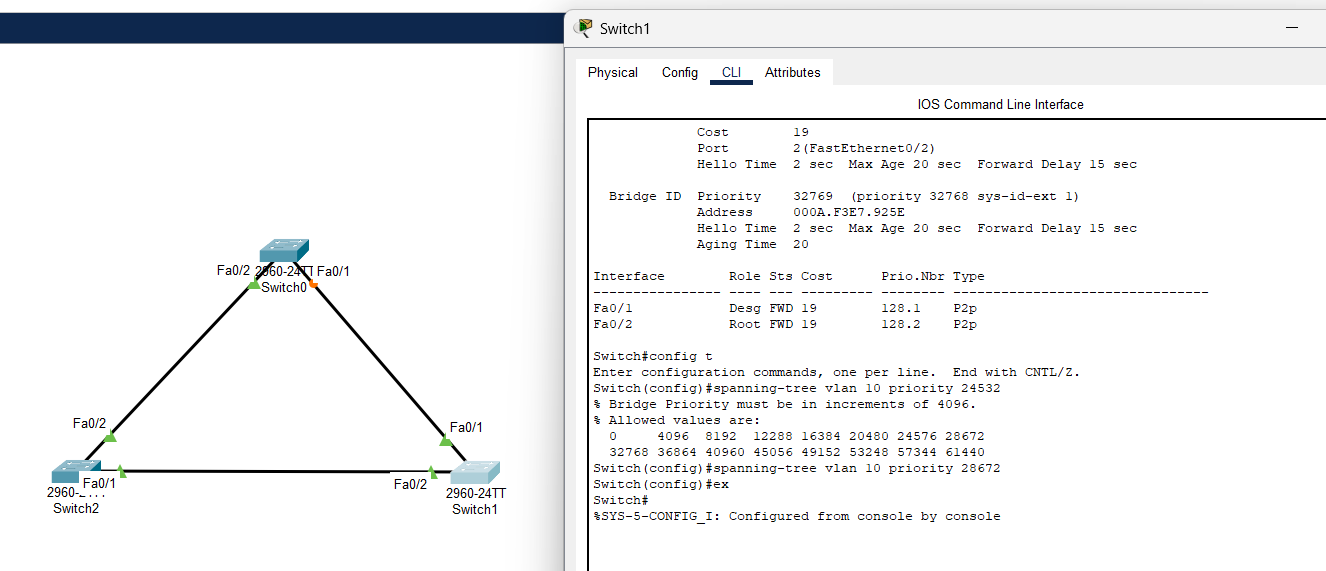 Switch1
Physical Config CLI Attributes
IOS Command Line Interface
Cost 19
Port 2(FastEthernet0/2)
Hello Time 2 sec Max Age 20 sec Forward Delay 15 sec
Bridge ID Priority 32769 (priority 32768 sys-id-ext 1)
Address 000A.F3E7.925E
Hello Time 2 sec Max Age 20 sec Forward Delay 15 sec
Aging Time 20
Interface Role Sts Cost Prio.Nbr Type
---------------- ---- --- --------- -------- --------------------------------
Fa0/1 Desg FWD 19 128.1 P2p
Fa0/2 Root FWD 19 128.2 P2p
Switch#config t
Enter configuration commands, one per line. End with CNTL/Z.
Switch(config)#spanning-tree vlan 10 priority 24532
% Bridge Priority must be in increments of 4096.
% Allowed values are:
0 4096 8192 12288 16384 20480 24576 28672
32768 36864 40960 45056 49152 53248 57344 61440
Switch(config)#spanning-tree vlan 10 priority 28672
Switch(config)#ex
Switch#
%SYS-5-CONFIG_I: Configured from console by console
Fa0/2 2960-24TT Fa0/1
Switch0
Fa0/2
Fa0/1
Fa0/1
Fa0/2
2960-
Switch2
2960-24TT
Switch1